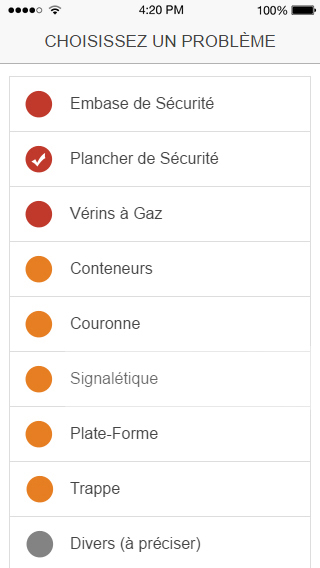 4:20 PM
100%
CHOISISSEZ UN PROBLÈME
Embase de Sécurité
Plancher de Sécurité
Vérins à Gaz
Conteneurs
Couronne
Signalétique
Plate-Forme
Trappe
Divers (à préciser)